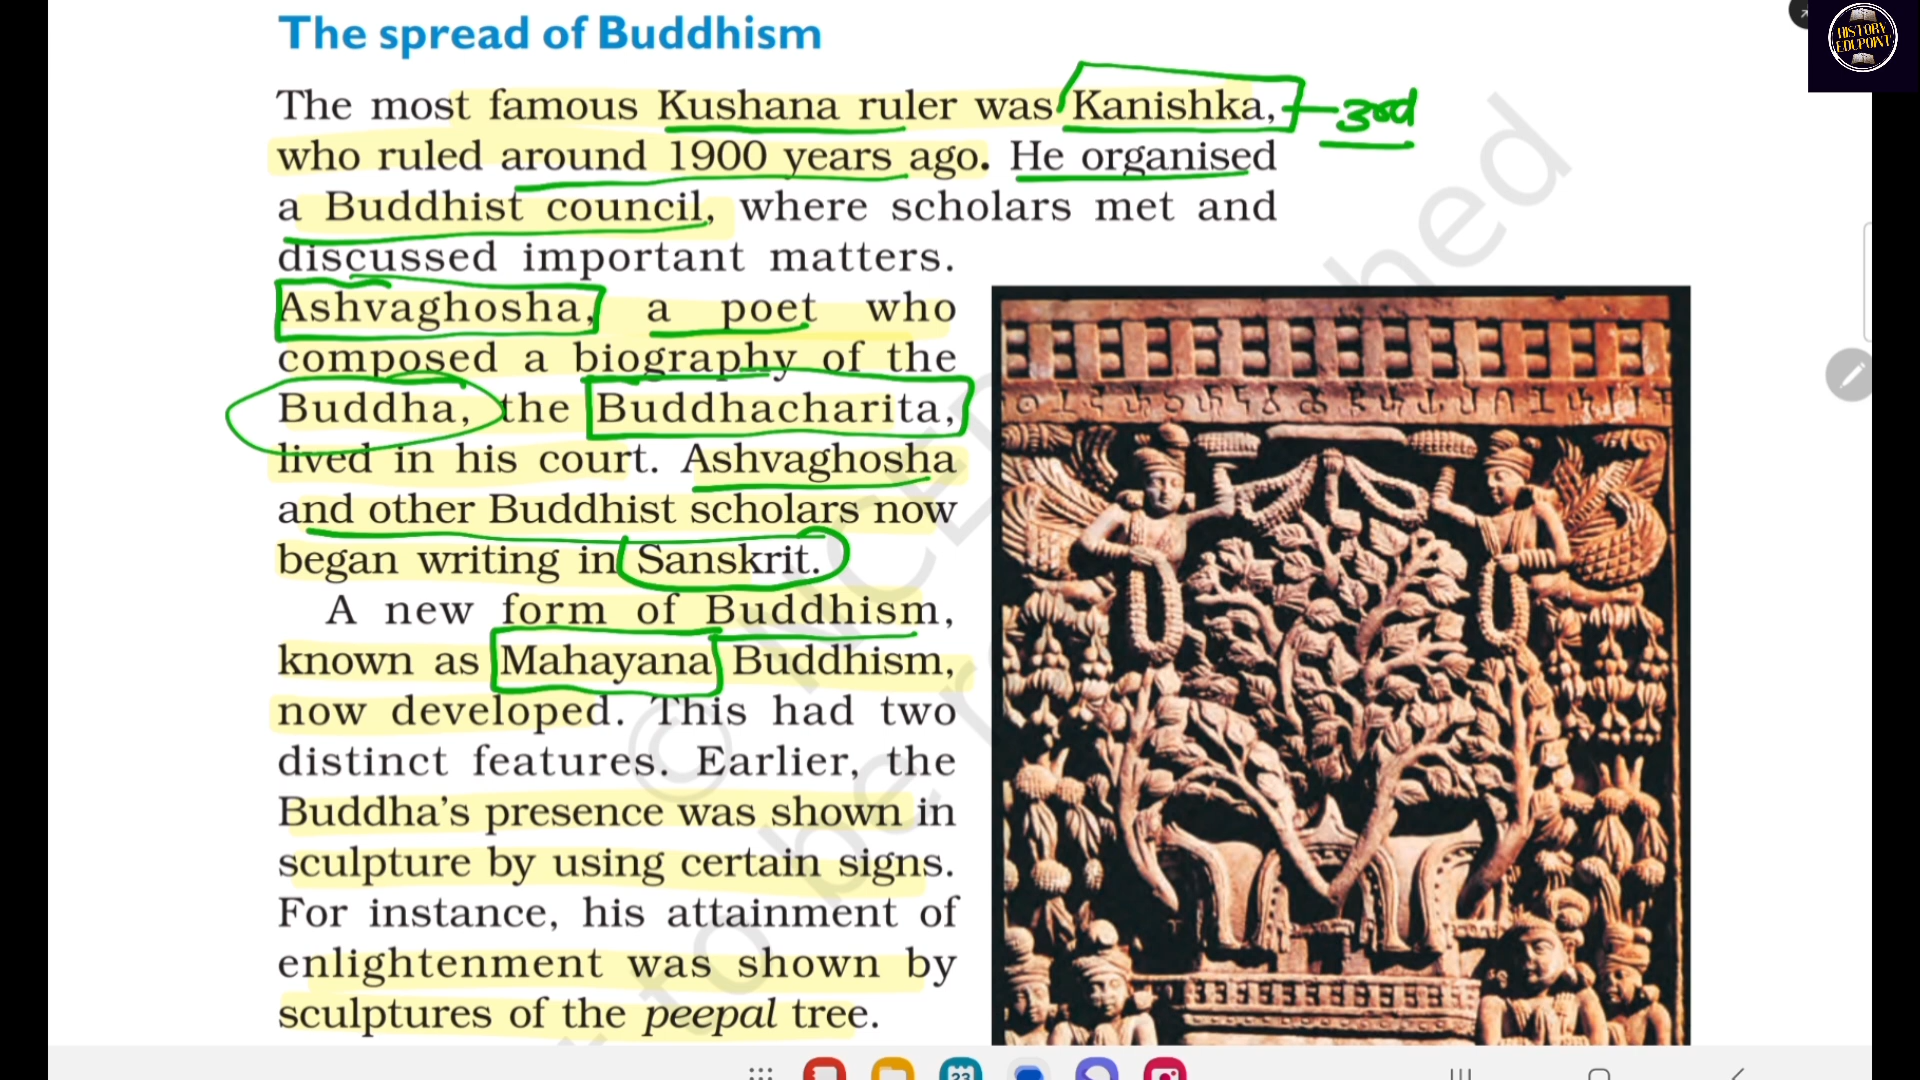 The spread of Buddhism
HISTORY
EDUPOINT
The most famous Kushana ruler was Kanishka,
3rd
who ruled around 1900 years ago. He organised
a Buddhist council, where scholars met and
discussed important matters.
Ashvaghosha, a poet who
composed a biography of the
Buddha, the Buddhacharita,
lived in his court. Ashvaghosha
and other Buddhist scholars now
began writing in Sanskrit.
A new form of Buddhism,
known as Mahayana Buddhism,
now developed. This had two
distinct features. Earlier, the
Buddha’s presence was shown in
sculpture by using certain signs.
For instance, his attainment of
enlightenment was shown by
sculptures of the peepal tree.
23